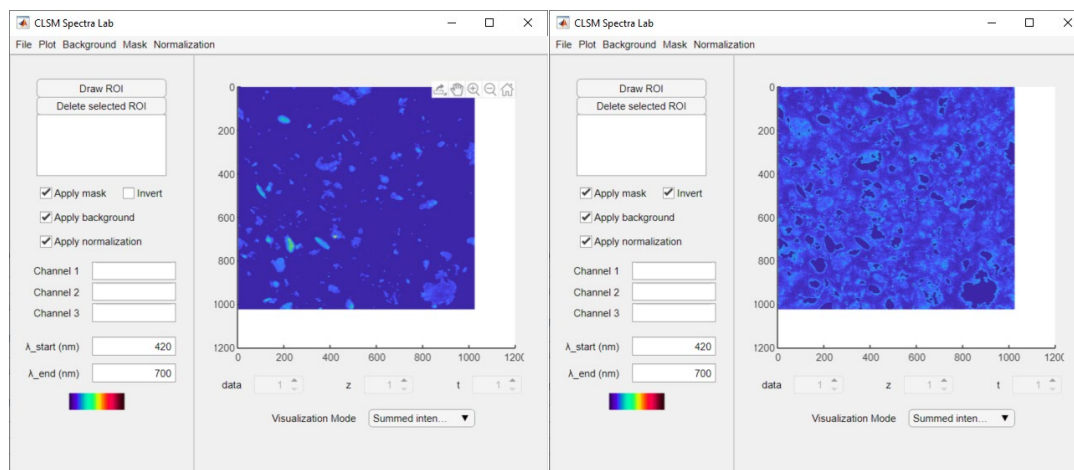 CLSM Spectra Lab
File Plot Background Mask Normalization
Draw ROI
Delete selected ROI
Apply mask Invert
Apply background
Apply normalization
Channel 1
Channel 2
Channel 3
λ_start (nm) 420
λ_end (nm) 700
0
200
400
600
800
1000
1200
0 200 400 600 800 1000 1200
data 1 z 1 t 1
Visualization Mode Summed inten...
CLSM Spectra Lab
File Plot Background Mask Normalization
Draw ROI
Delete selected ROI
Apply mask Invert
Apply background
Apply normalization
Channel 1
Channel 2
Channel 3
λ_start (nm) 420
λ_end (nm) 700
0
200
400
600
800
1000
1200
0 200 400 600 800 1000 1200
data 1 z 1 t 1
Visualization Mode Summed inten...